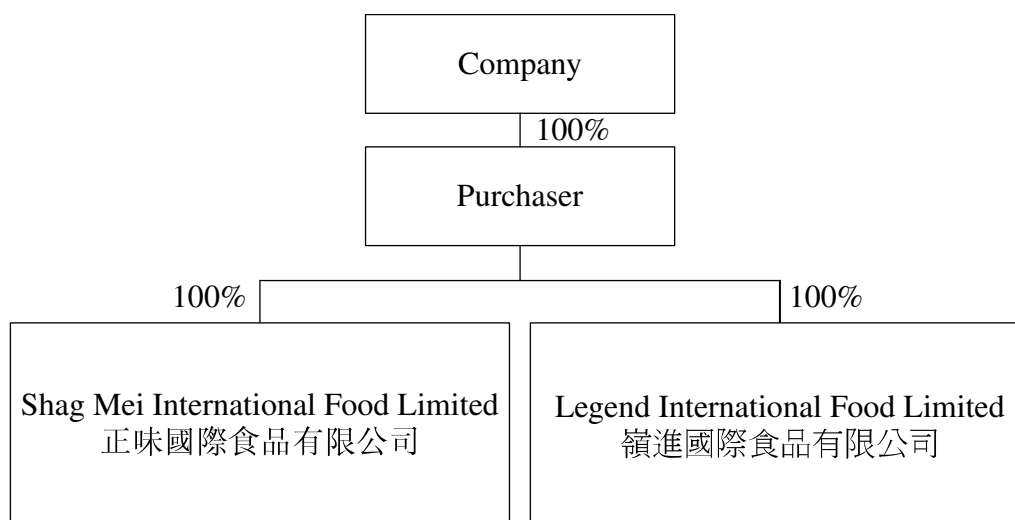 Company
100%
Purchaser
100%
100%
Shag Mei International Food Limited
正味國際食品有限公司
Legend International Food Limited
嶺進國際食品有限公司